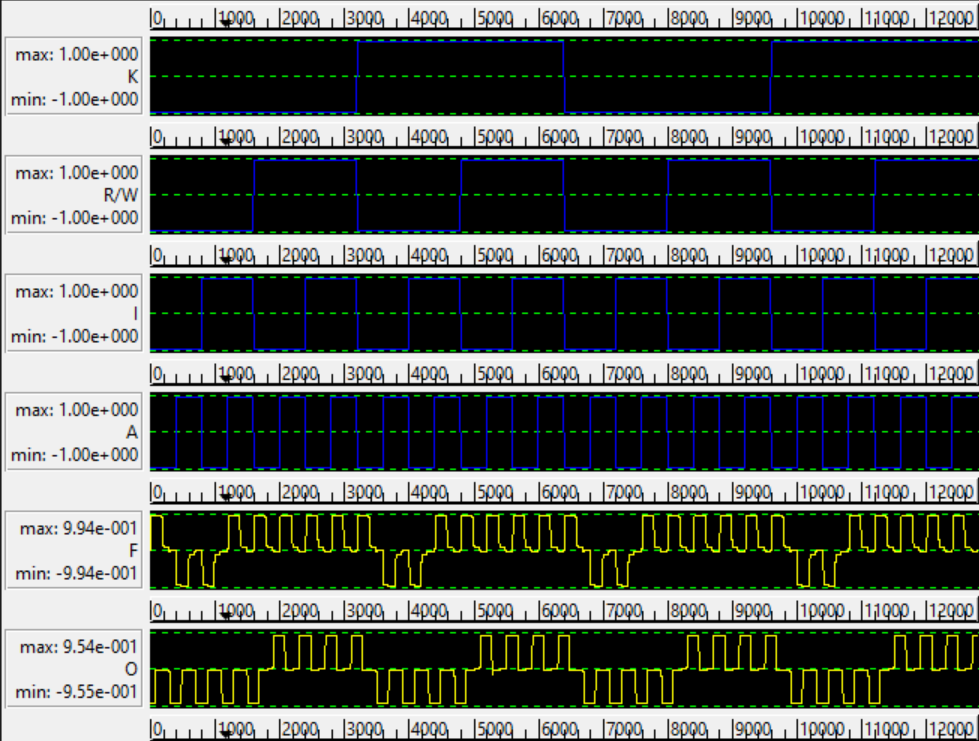 0 1000 2000 3000 4000 5000 6000 7000 8000 9000 10000 11000 12000
max: 1.00e+000
K
min: -1.00e+000
0 1000 2000 3000 4000 5000 6000 7000 8000 9000 10000 11000 12000
max: 1.00e+000
R/W
min: -1.00e+000
0 1000 2000 3000 4000 5000 6000 7000 8000 9000 10000 11000 12000
max: 1.00e+000
I
min: -1.00e+000
0 1000 2000 3000 4000 5000 6000 7000 8000 9000 10000 11000 12000
max: 1.00e+000
A
min: -1.00e+000
0 1000 2000 3000 4000 5000 6000 7000 8000 9000 10000 11000 12000
max: 9.94e-001
F
min: -9.94e-001
0 1000 2000 3000 4000 5000 6000 7000 8000 9000 10000 11000 12000
max: 9.54e-001
O
min: -9.55e-001
0 1000 2000 3000 4000 5000 6000 7000 8000 9000 10000 11000 12000